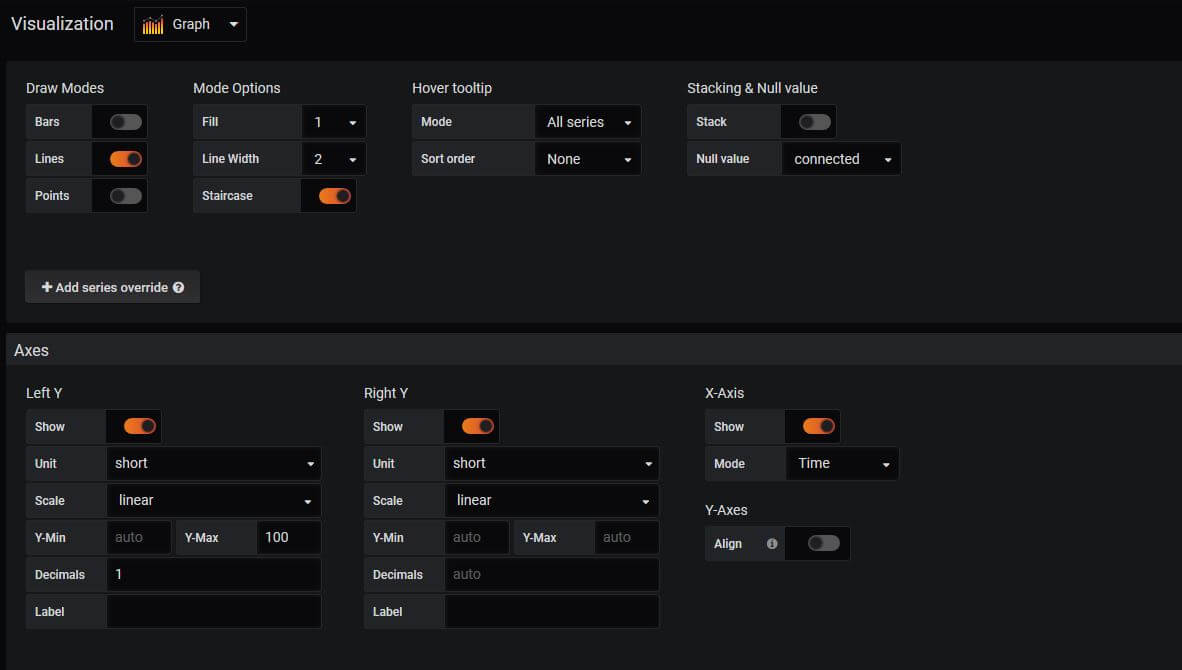 Visualization Graph
Draw Modes Mode Options Hover tooltip Stacking & Null value
Bars Fill 1 Mode All series Stack
Lines Line Width 2 Sort order None Null value connected
Points Staircase
Add series override
Axes
Left Y Right Y X-Axis
Show Show Show
Unit short Unit short Mode Time
Scale linear Scale linear
Y-Axes
Y-Min auto Y-Max 100 Y-Min auto Y-Max auto Align
Decimals 1 Decimals auto
Label Label